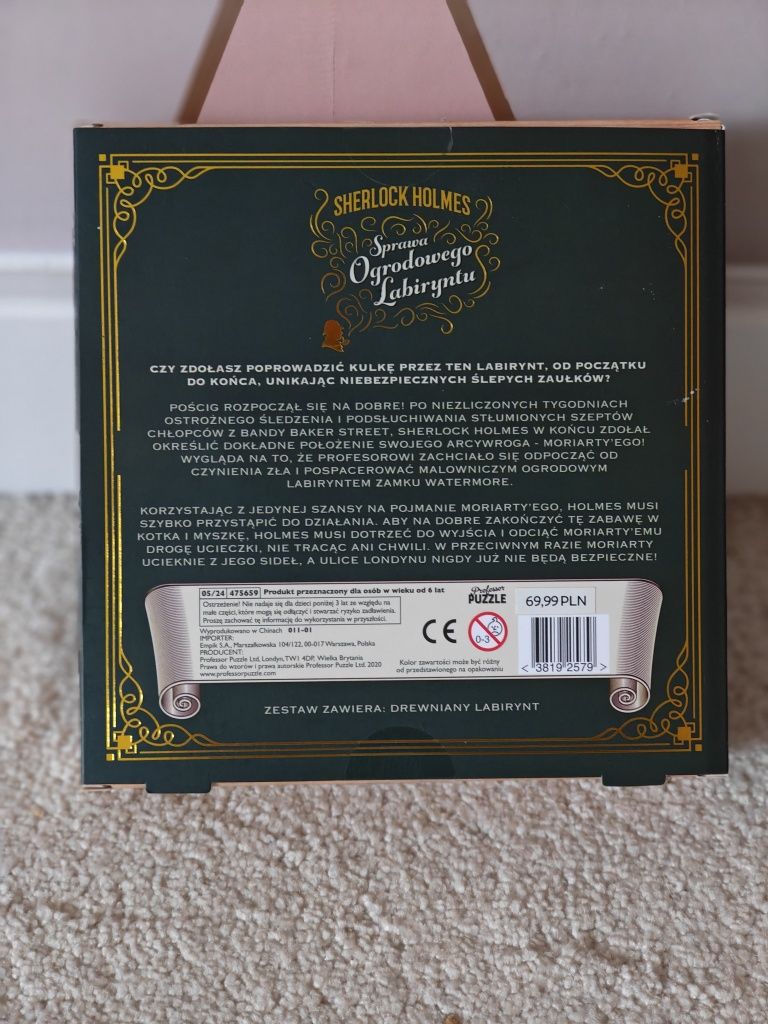 SHERLOCK HOLMES
Sprawa
Ogrodowego
Labiryntu
CZY ZDOŁASZ POPROWADZIĆ KULKĘ PRZEZ TEN LABIRYNT, OD POCZĄTKU
DO KOŃCA, UNIKAJĄC NIEBEZPIECZNYCH ŚLEPYCH ZAUŁKÓW?
POŚCIG ROZPOCZĄŁ SIĘ NA DOBRE! PO NIEZLICZONYCH TYGODNIACH
OSTROŻNEGO ŚLEDZENIA I PODSŁUCHIWANIA STŁUMIONYCH SZEPTÓW
CHŁOPCÓW Z BANDY BAKER STREET, SHERLOCK HOLMES W KOŃCU ZDOŁAŁ
OKREŚLIĆ DOKŁADNE POŁOŻENIE SWOJEGO ARCYWROGA - MORIARTY'EGO!
WYGLĄDA NA TO, ŻE PROFESOROWI ZACHCIAŁO SIĘ ODPOCZĄĆ OD
CZYNIENIA ZŁA I POSPACEROWAĆ MALOWNICZYM OGRODOWYM
LABIRYNTEM ZAMKU WATERMORE.
KORZYSTAJĄC Z JEDYNEJ SZANSY NA POJMANIE MORIARTY'EGO, HOLMES MUSI
SZYBKO PRZYSTĄPIĆ DO DZIAŁANIA. ABY NA DOBRE ZAKOŃCZYĆ TĘ ZABAWĘ W
KOTKA I MYSZKĘ, HOLMES MUSI DOTRZEĆ DO WYJŚCIA I ODCIĄĆ MORIARTY'EMU
DROGĘ UCIECZKI, NIE TRACĄC ANI CHWILI. W PRZECIWNYM RAZIE MORIARTY
UCIEKNIE Z JEGO SIDEŁ, A ULICE LONDYNU NIGDY JUŻ NIE BĘDĄ BEZPIECZNE!
05/24 475659 Produkt przeznaczony dla osób w wieku od 6 lat
Ostrzeżenie! Nie nadaje się dla dzieci poniżej 3 lat ze względu na
małe części, które mogą się odłączyć i stwarzać ryzyko zadławienia.
Proszę zachować tę informację do wykorzystania w przyszłości.
Wyprodukowano w Chinach 011-01
IMPORTER:
Empik S.A., Marszałkowska 104/122, 00-017 Warszawa, Polska
PRODUCENT:
Professor Puzzle Ltd, Londyn, TW1 4DP, Wielka Brytania
Prawa do wzorów i prawa autorskie Professor Puzzle Ltd. 2020
www.professorpuzzle.com
CE
0-3
Professor
PUZZLE
Kolor zawartości może być różny
od przedstawionego na opakowaniu
69,99 PLN
< 3819 2579 >
ZESTAW ZAWIERA: DREWNIANY LABIRYNT